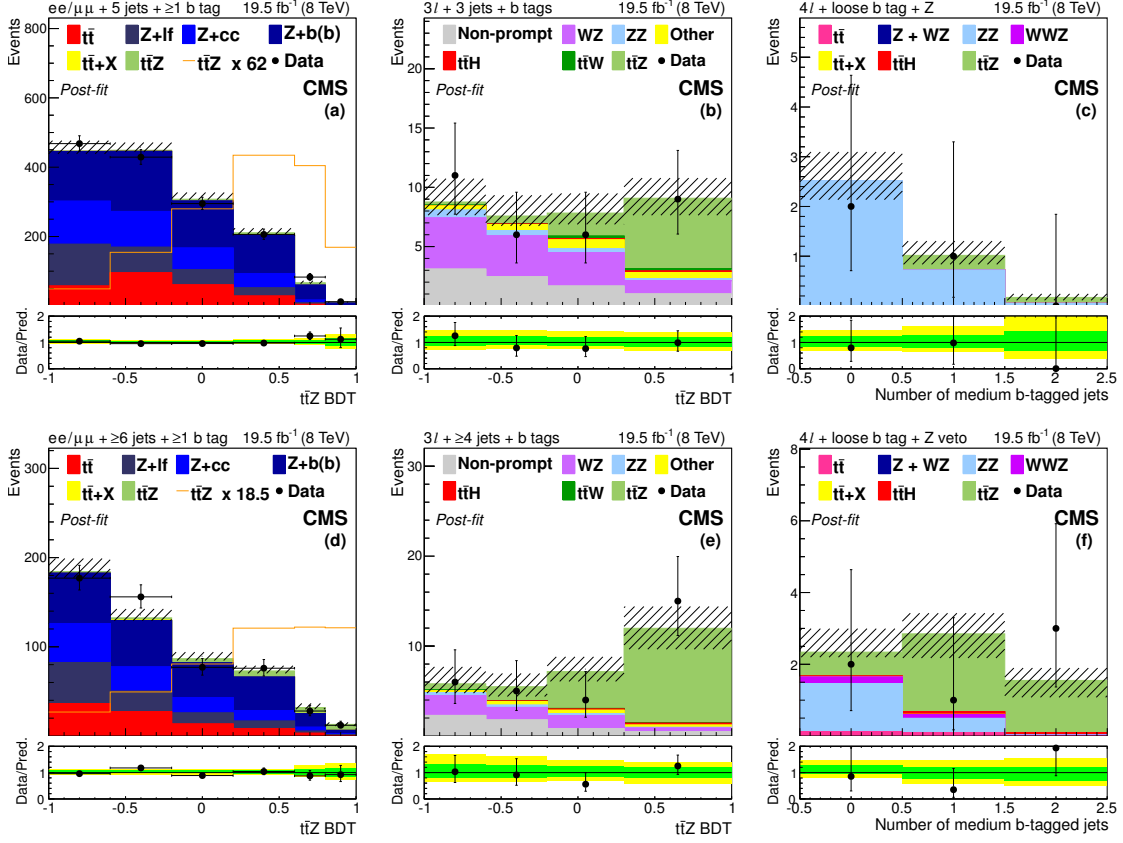 ee/μμ + 5 jets + ≥1 b tag 19.5 fb⁻¹ (8 TeV)
Events
800
600
400
200
tt̄ Z+lf Z+cc Z+b(b)
tt̄+X tt̄Z tt̄Z x 62 Data
Post-fit CMS
(a)
Data/Pred.
2
1
0
-1 -0.5 0 0.5 1
tt̄Z BDT
3l + 3 jets + b tags 19.5 fb⁻¹ (8 TeV)
Events
20
15
10
5
Non-prompt WZ ZZ Other
tt̄H tt̄W tt̄Z Data
Post-fit CMS
(b)
Data/Pred.
2
1
0
-1 -0.5 0 0.5 1
tt̄Z BDT
4l + loose b tag + Z 19.5 fb⁻¹ (8 TeV)
Events
5
4
3
2
1
tt̄ Z + WZ ZZ WWZ
tt̄+X tt̄H tt̄Z Data
Post-fit CMS
(c)
Data/Pred.
2
1
0
-0.5 0 0.5 1 1.5 2 2.5
Number of medium b-tagged jets
ee/μμ + ≥6 jets + ≥1 b tag 19.5 fb⁻¹ (8 TeV)
Events
300
200
100
tt̄ Z+lf Z+cc Z+b(b)
tt̄+X tt̄Z tt̄Z x 18.5 Data
Post-fit CMS
(d)
Data/Pred.
2
1
0
-1 -0.5 0 0.5 1
tt̄Z BDT
3l + ≥4 jets + b tags 19.5 fb⁻¹ (8 TeV)
Events
30
20
10
Non-prompt WZ ZZ Other
tt̄H tt̄W tt̄Z Data
Post-fit CMS
(e)
Data/Pred.
2
1
0
-1 -0.5 0 0.5 1
tt̄Z BDT
4l + loose b tag + Z veto 19.5 fb⁻¹ (8 TeV)
Events
8
6
4
2
tt̄ Z + WZ ZZ WWZ
tt̄+X tt̄H tt̄Z Data
Post-fit CMS
(f)
Data/Pred.
2
1
0
-0.5 0 0.5 1 1.5 2 2.5
Number of medium b-tagged jets